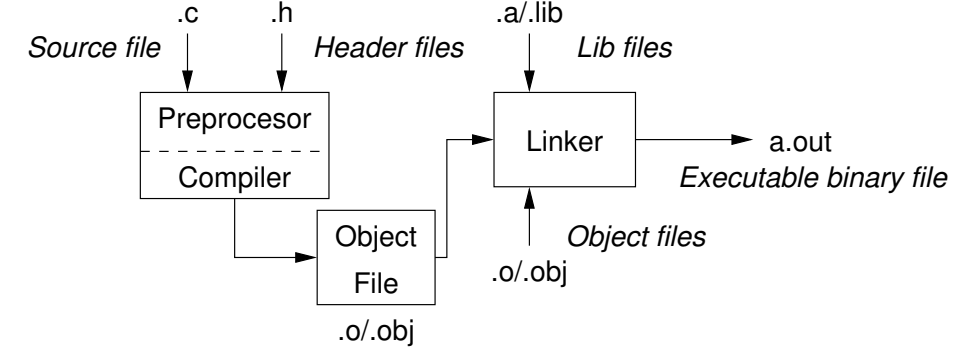 .c
.h
.a/.lib
Source file
Header files
Lib files
Preprocesor
Compiler
Linker
a.out
Executable binary file
Object
File
Object files
.o/.obj
.o/.obj